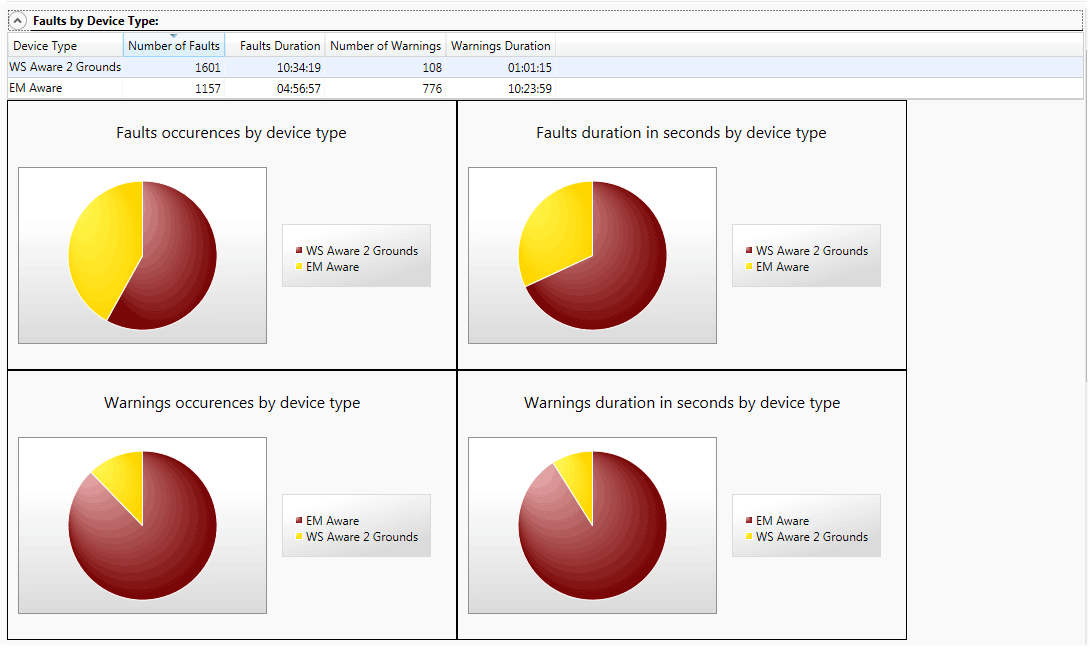 Faults by Device Type:
Device Type Number of Faults Faults Duration Number of Warnings Warnings Duration
WS Aware 2 Grounds 1601 10:34:19 108 01:01:15
EM Aware 1157 04:56:57 776 10:23:59
Faults occurences by device type
WS Aware 2 Grounds
EM Aware
Faults duration in seconds by device type
WS Aware 2 Grounds
EM Aware
Warnings occurences by device type
EM Aware
WS Aware 2 Grounds
Warnings duration in seconds by device type
EM Aware
WS Aware 2 Grounds